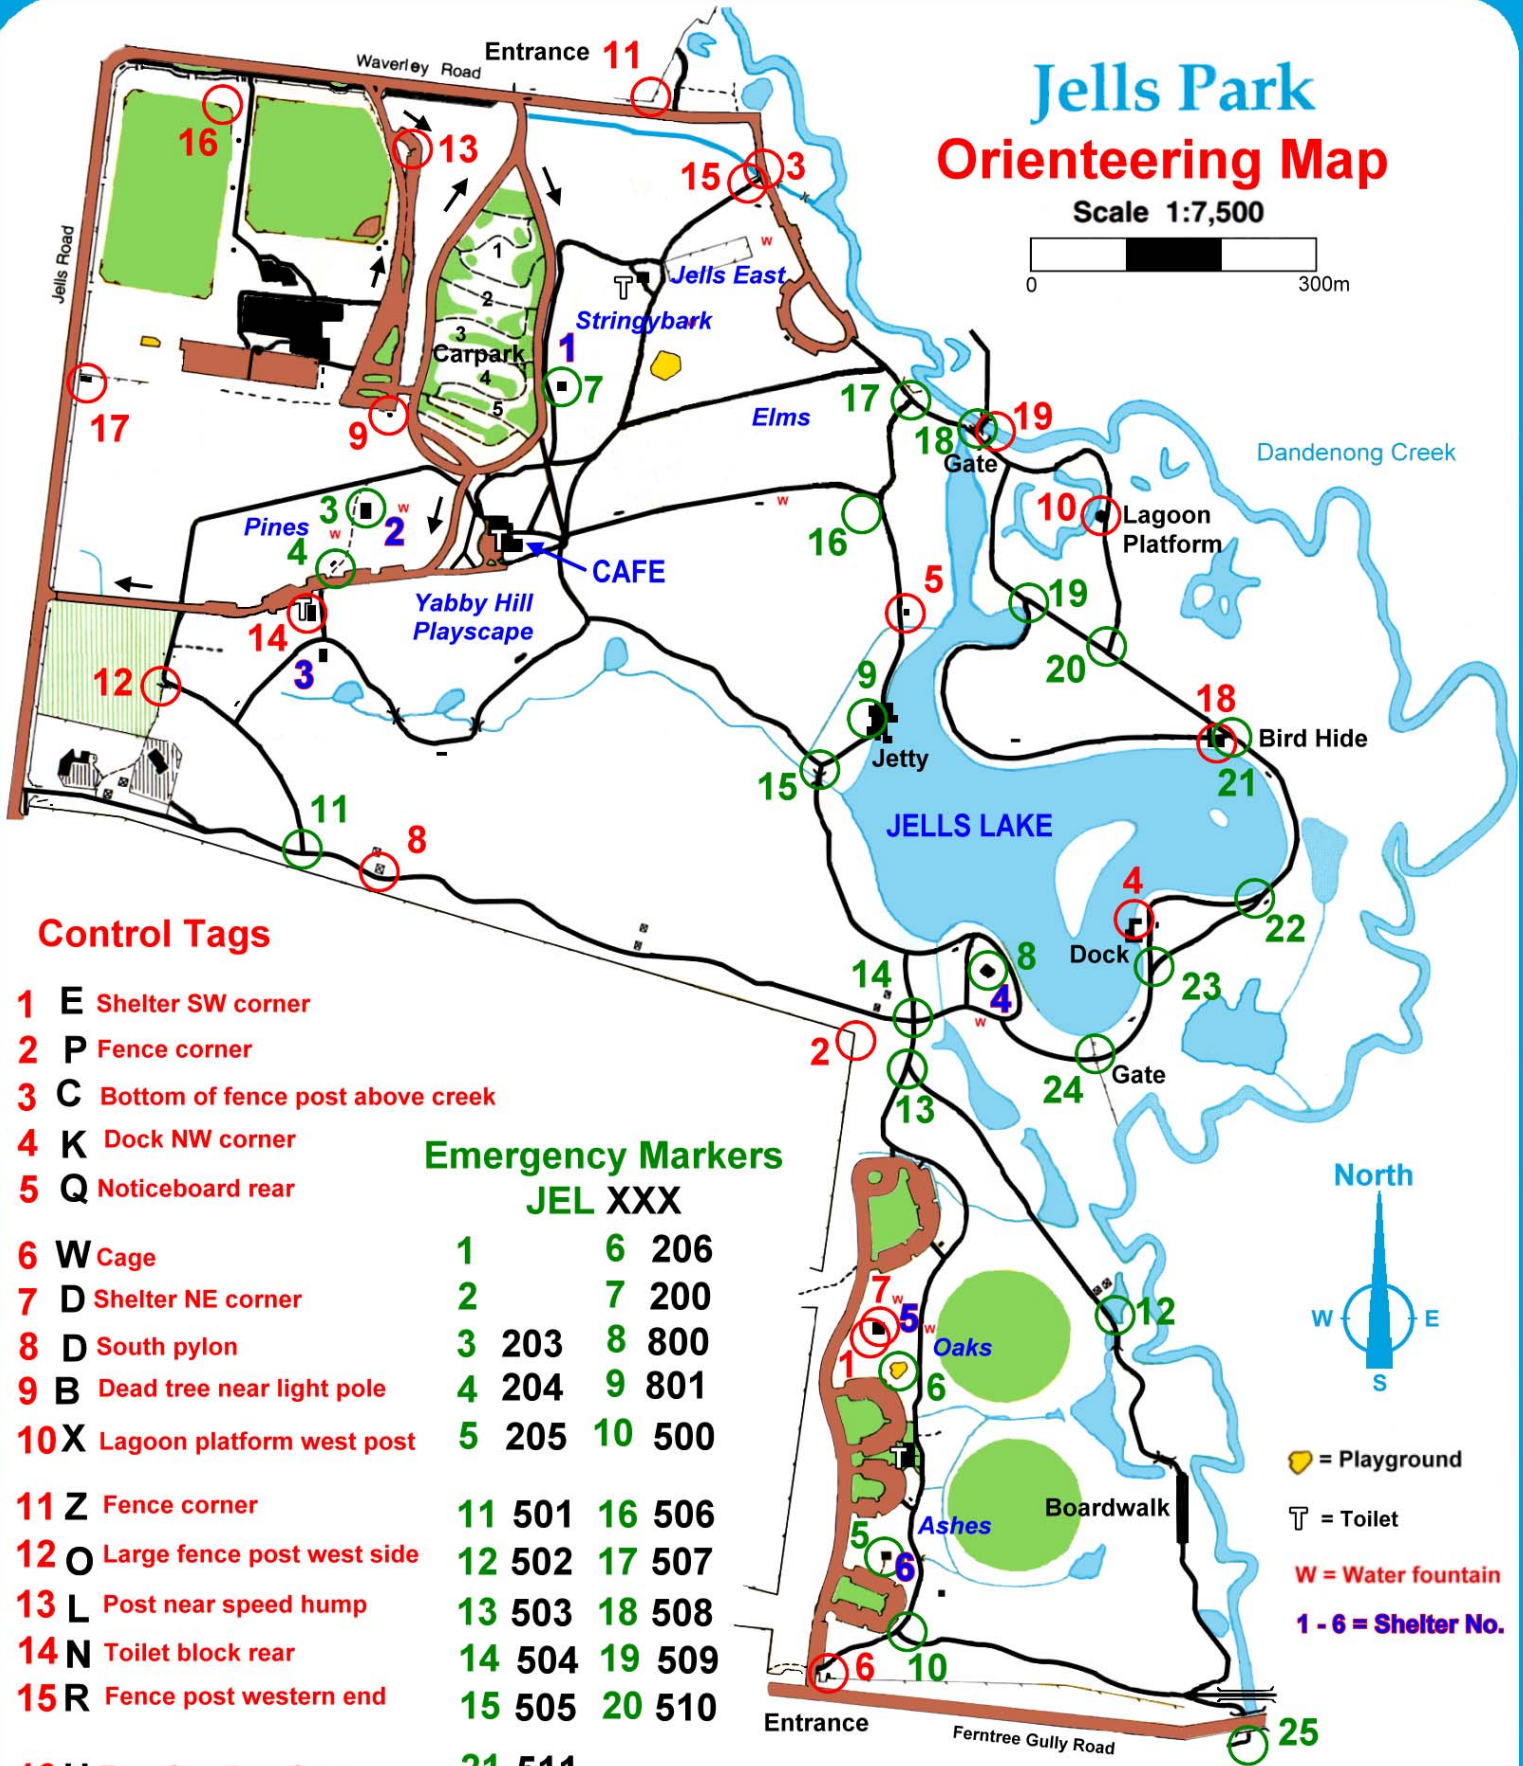 Jells Park
Orienteering Map
Scale 1:7,500
0 300m
Waverley Road
Entrance 11
16
13
15
3
Jells Road
W
Jells East
T
Stringybark
1
2
3
Carpark
4
5
1
7
17
9
Elms
17
18
19
Gate
Dandenong Creek
3
W
2
Pines
W
4
T
CAFE
W
16
10
Lagoon
Platform
5
19
20
Yabby Hill
Playscape
T
14
3
12
9
Jetty
15
18
Bird Hide
21
JELLS LAKE
11
8
4
Dock
22
23
14
8
4
W
2
13
24
Gate
Control Tags
1 E Shelter SW corner
2 P Fence corner
3 C Bottom of fence post above creek
4 K Dock NW corner
5 Q Noticeboard rear
6 W Cage
7 D Shelter NE corner
8 D South pylon
9 B Dead tree near light pole
10 X Lagoon platform west post
11 Z Fence corner
12 O Large fence post west side
13 L Post near speed hump
14 N Toilet block rear
15 R Fence post western end
Emergency Markers
JEL XXX
1 6 206
2 7 200
3 203 8 800
4 204 9 801
5 205 10 500
11 501 16 506
12 502 17 507
13 503 18 508
14 504 19 509
15 505 20 510
21 511
7
W
5
W
1
Oaks
6
12
T
Ashes
5
6
Boardwalk
6
10
Entrance
Ferntree Gully Road
25
North
W E
S
= Playground
T = Toilet
W = Water fountain
1 - 6 = Shelter No.